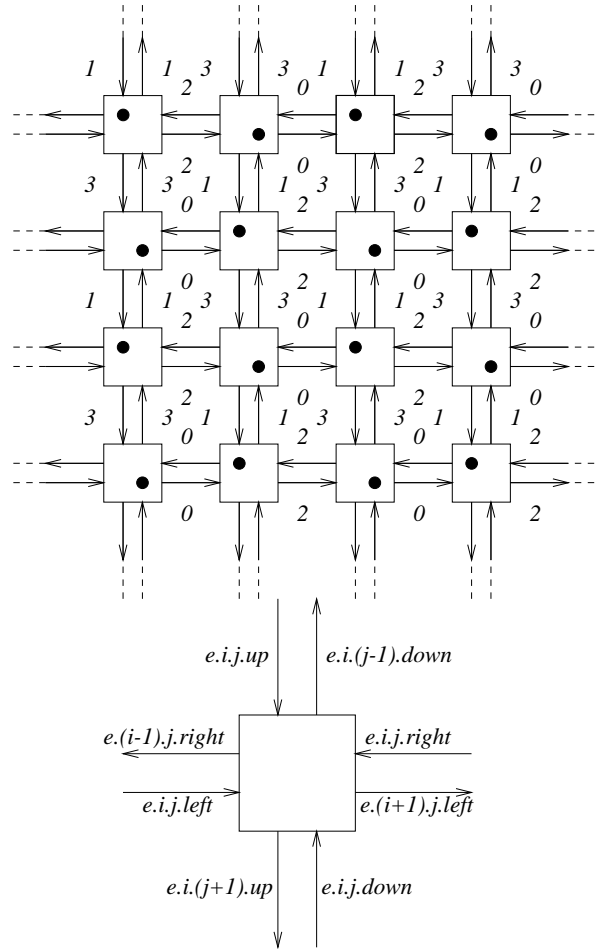 1 1 3 3 1 1 3 3
2 0 2 0
2 0 2 0
3 3 1 1 3 3 1 1
0 2 0 2
0 2 0 2
1 1 3 3 1 1 3 3
2 0 2 0
2 0 2 0
3 3 1 1 3 3 1 1
0 2 0 2
0 2 0 2
e.i.j.up e.i.(j-1).down
e.(i-1).j.right e.i.j.right
e.i.j.left e.(i+1).j.left
e.i.(j+1).up e.i.j.down